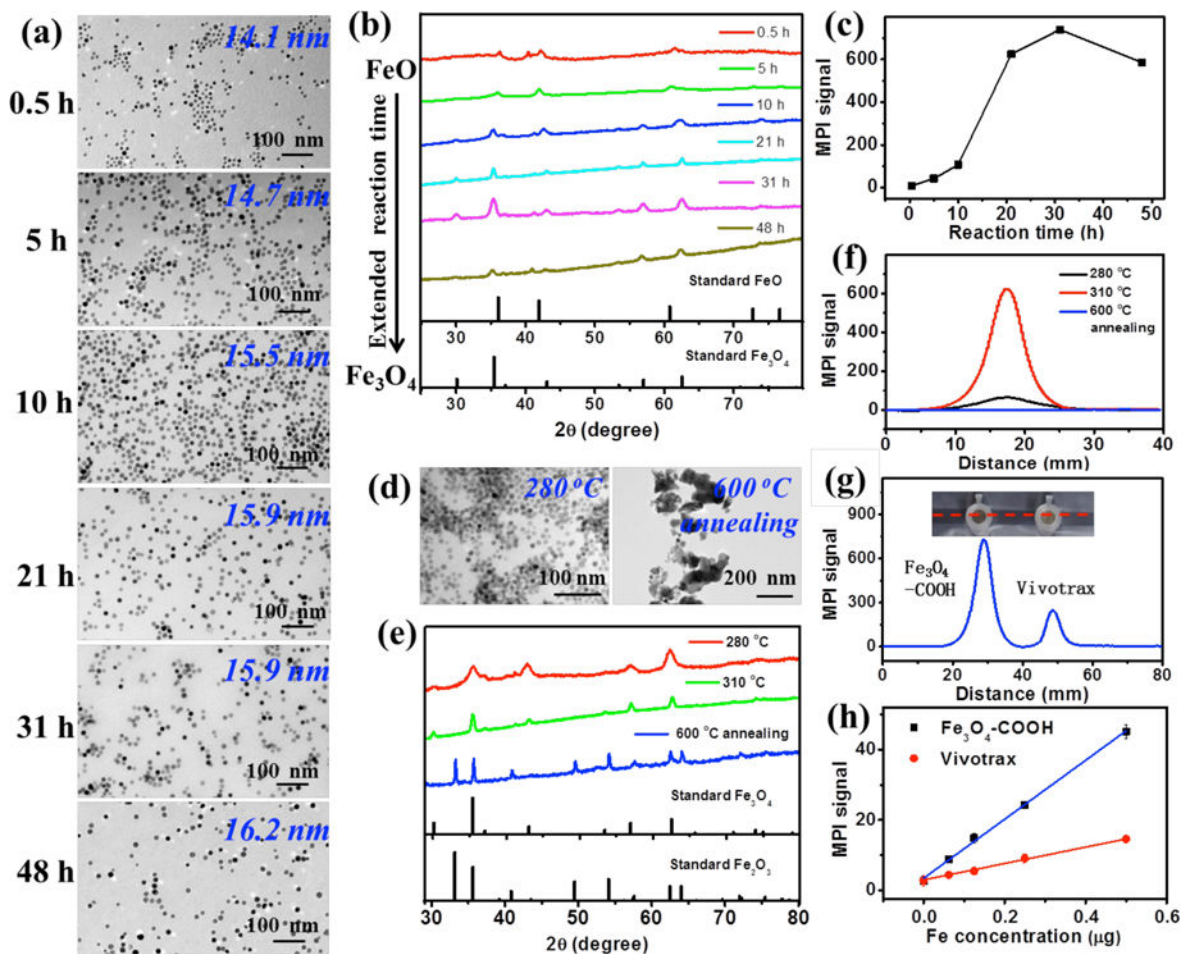 (a)
14.1 nm
0.5 h
100 nm
14.7 nm
5 h
100 nm
15.5 nm
10 h
100 nm
15.9 nm
21 h
100 nm
15.9 nm
31 h
100 nm
16.2 nm
48 h
100 nm
(b)
FeO
Extended reaction time
Fe₃O₄
0.5 h
5 h
10 h
21 h
31 h
48 h
Standard FeO
30 40 50 60 70
Standard Fe₃O₄
30 40 50 60 70
2θ (degree)
(c)
MPI signal
600
400
200
0
0 10 20 30 40 50
Reaction time (h)
(d)
280 °C
100 nm
600 °C
annealing
200 nm
(e)
280 °C
310 °C
600 °C annealing
Standard Fe₃O₄
Standard Fe₂O₃
30 40 50 60 70 80
2θ (degree)
(f)
MPI signal
600
400
200
0
280 °C
310 °C
600 °C
annealing
0 10 20 30 40
Distance (mm)
(g)
MPI signal
900
600
300
0
Fe₃O₄
-COOH
Vivotrax
0 20 40 60 80
Distance (mm)
(h)
MPI signal
40
20
0
Fe₃O₄-COOH
Vivotrax
0.0 0.2 0.4 0.6
Fe concentration (μg)